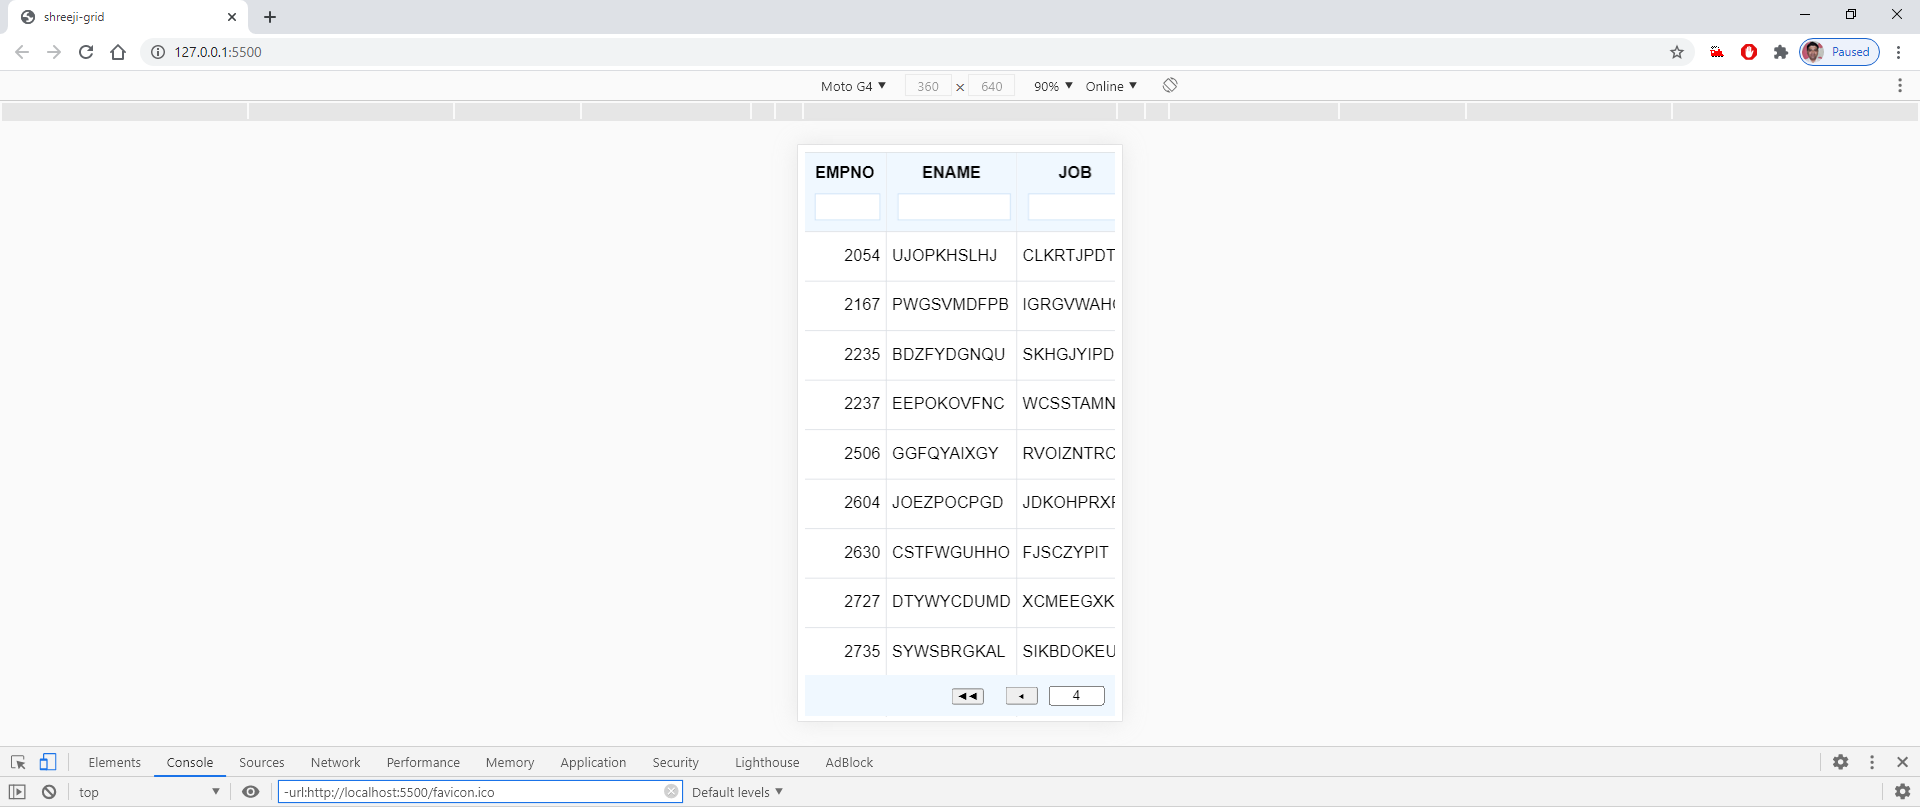 shreeji-grid
127.0.0.1:5500
Paused
Moto G4 360 × 640 90% Online
EMPNO ENAME JOB
2054 UJOPKHSLHJ CLKRTJPDT
2167 PWGSVMDFPB IGRGVWAH
2235 BDZFYDGNQU SKHGJYIPD
2237 EEPOKOVFNC WCSSTAMN
2506 GGFQYAIXGY RVOIZNTRC
2604 JOEZPOCPGD JDKOHPRX
2630 CSTFWGUHHO FJSCZYPIT
2727 DTYWYCDUMD XCMEEGXK
2735 SYWSBRGKAL SIKBDOKEU
4
Elements Console Sources Network Performance Memory Application Security Lighthouse AdBlock
top -url:http://localhost:5500/favicon.ico Default levels